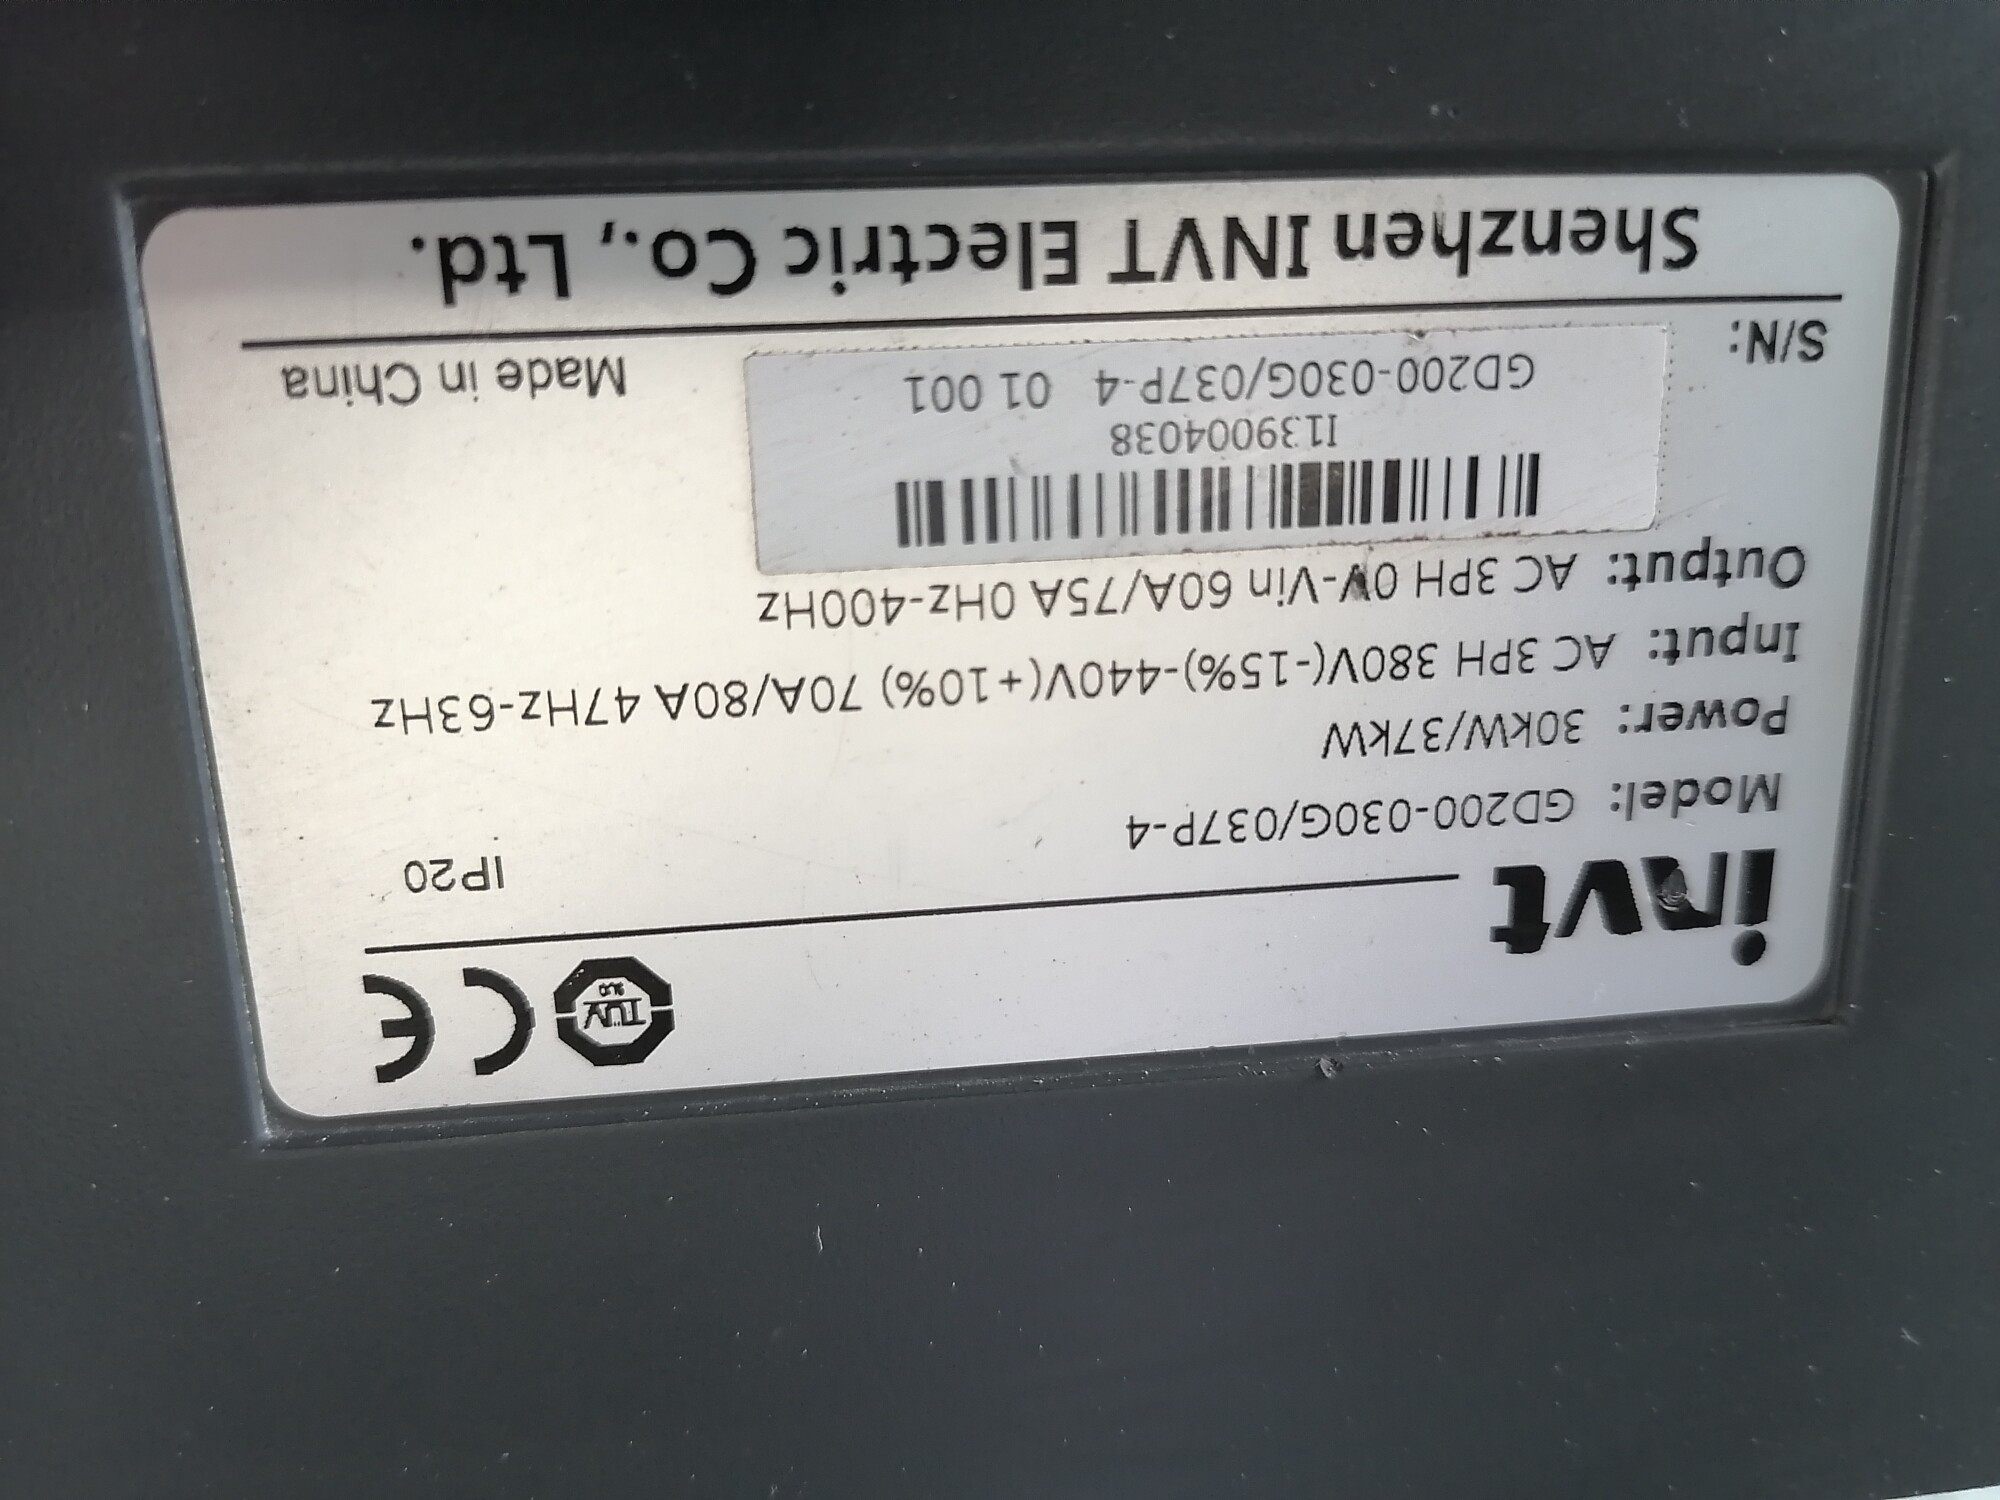 invt
TÜV
CE
IP20
Model: GD200-030G/037P-4
Power: 30kW/37kW
Input: AC 3PH 380V(-15%)-440V(+10%) 70A/80A 47Hz-63Hz
Output: AC 3PH 0V-Vin 60A/75A 0Hz-400Hz
I139004038
GD200-030G/037P-4 01 001
S/N:
Made in China
Shenzhen INVT Electric Co., Ltd.